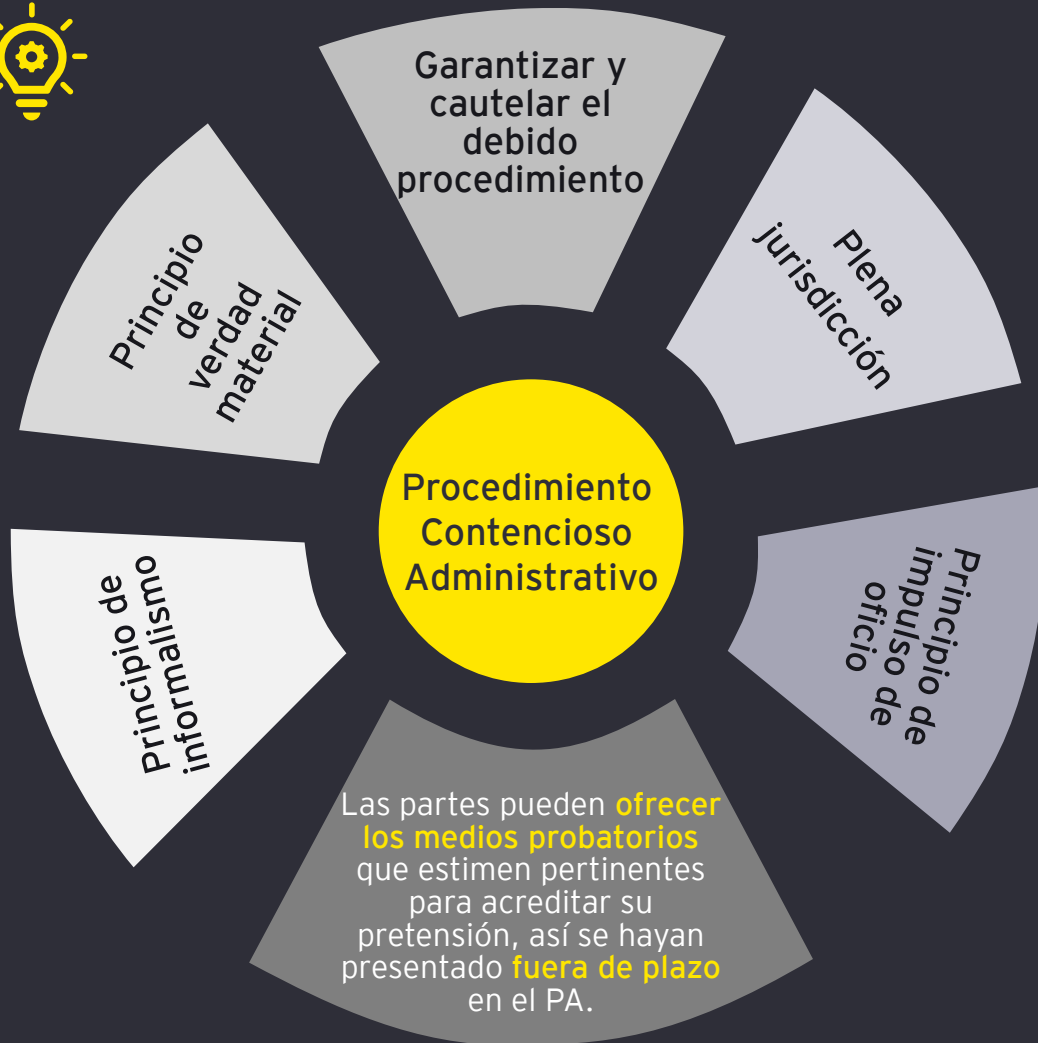 Garantizar y
cautelar el
debido
procedimiento
Plena
jurisdicción
Principio de
impulso de
oficio
Las partes pueden ofrecer
los medios probatorios
que estimen pertinentes
para acreditar su
pretensión, así se hayan
presentado fuera de plazo
en el PA.
Principio de
informalismo
Principio
de
verdad
material
Procedimiento
Contencioso
Administrativo